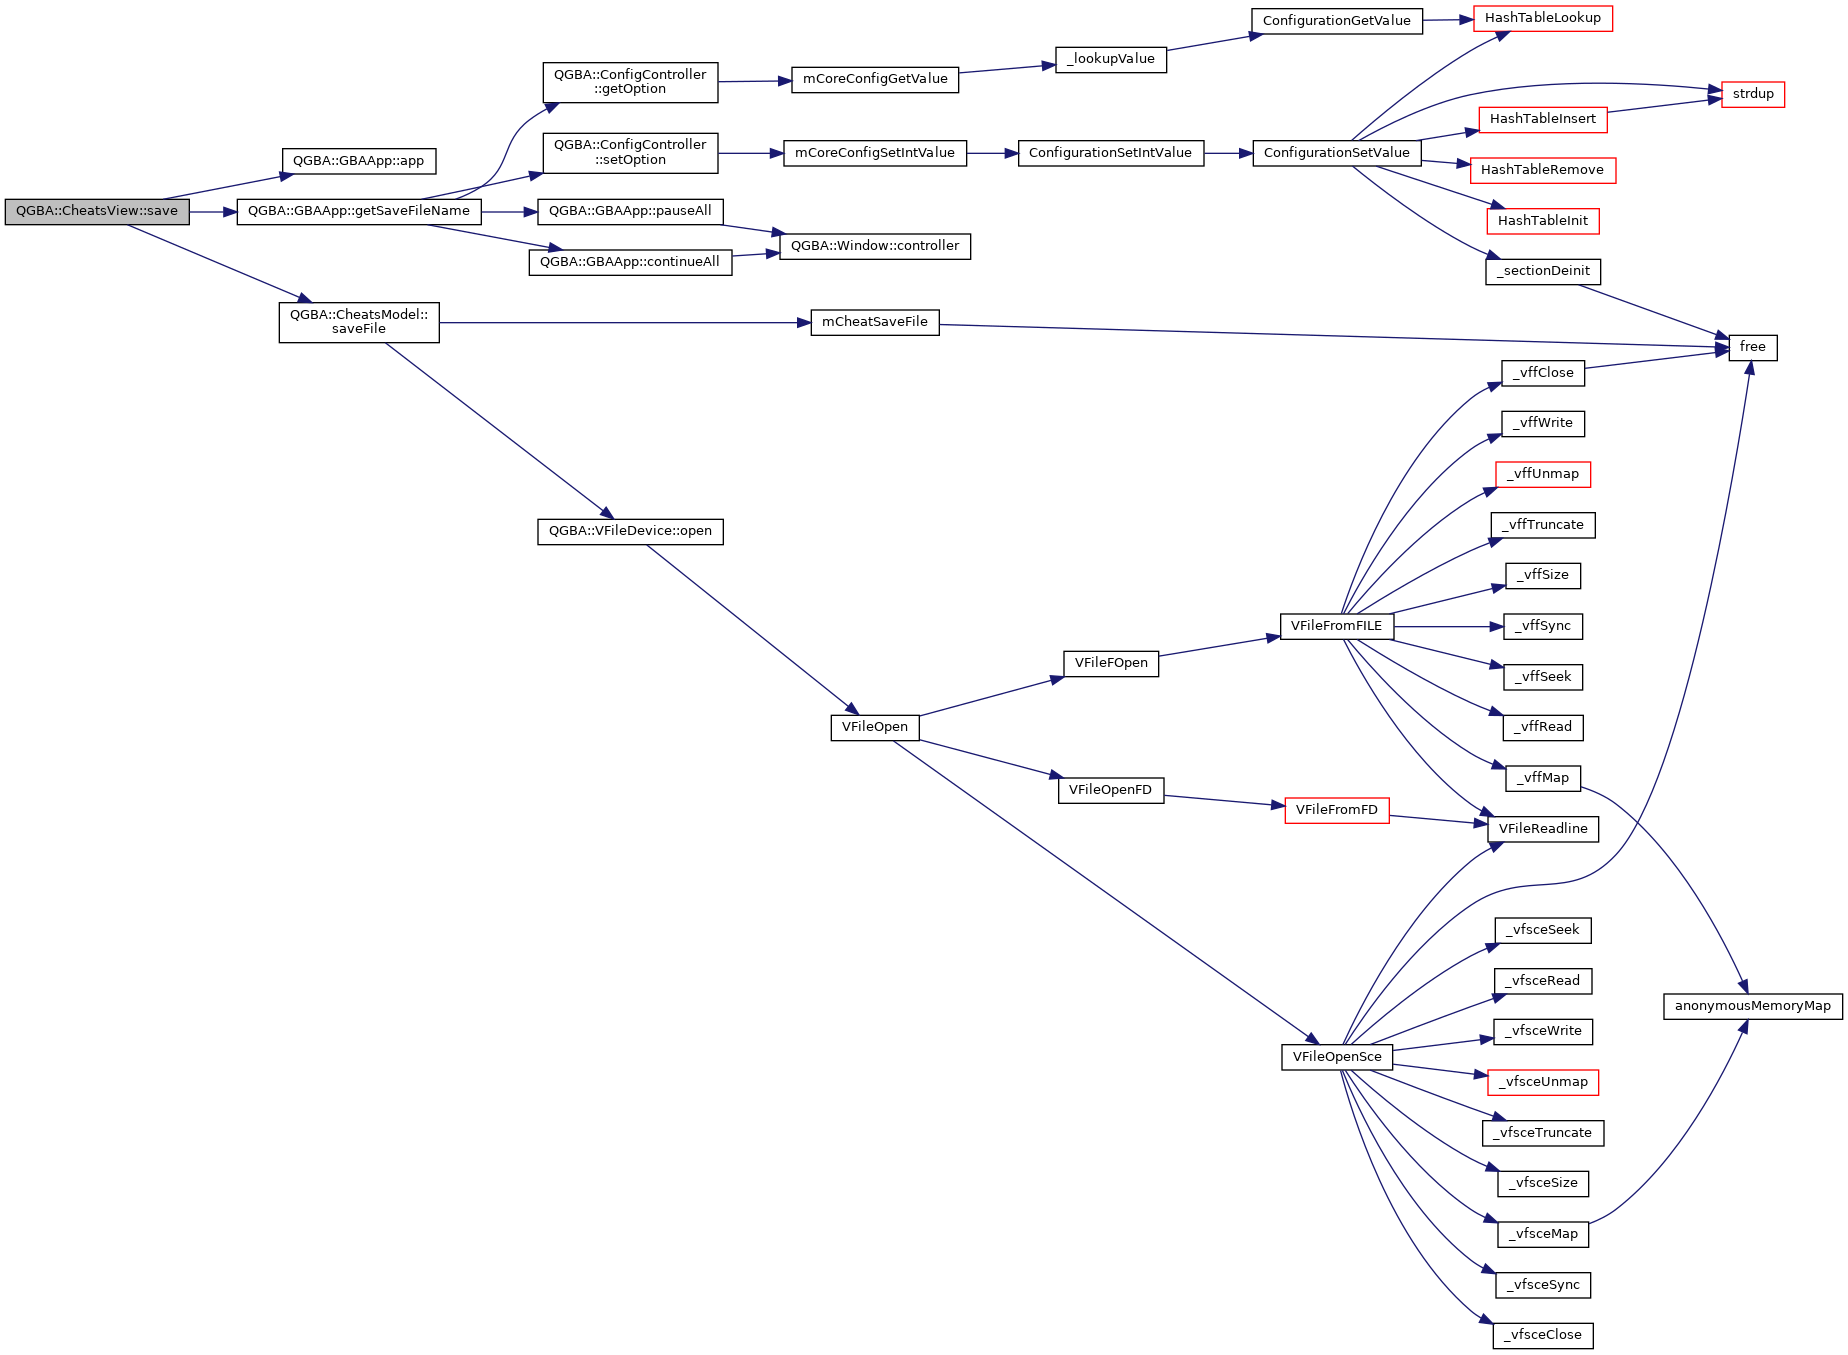 QGBA::CheatsView::save
QGBA::GBAApp::app
QGBA::GBAApp::getSaveFileName
QGBA::CheatsModel::
saveFile
QGBA::ConfigController
::getOption
QGBA::ConfigController
::setOption
QGBA::GBAApp::pauseAll
QGBA::GBAApp::continueAll
QGBA::VFileDevice::open
mCoreConfigGetValue
mCoreConfigSetIntValue
QGBA::Window::controller
mCheatSaveFile
VFileOpen
_lookupValue
ConfigurationSetIntValue
VFileFOpen
VFileOpenFD
ConfigurationGetValue
ConfigurationSetValue
VFileFromFILE
VFileFromFD
VFileOpenSce
HashTableLookup
HashTableInsert
HashTableRemove
HashTableInit
_sectionDeinit
_vffClose
_vffWrite
_vffUnmap
_vffTruncate
_vffSize
_vffSync
_vffSeek
_vffRead
_vffMap
VFileReadline
_vfsceSeek
_vfsceRead
_vfsceWrite
_vfsceUnmap
_vfsceTruncate
_vfsceSize
_vfsceMap
_vfsceSync
_vfsceClose
strdup
free
anonymousMemoryMap